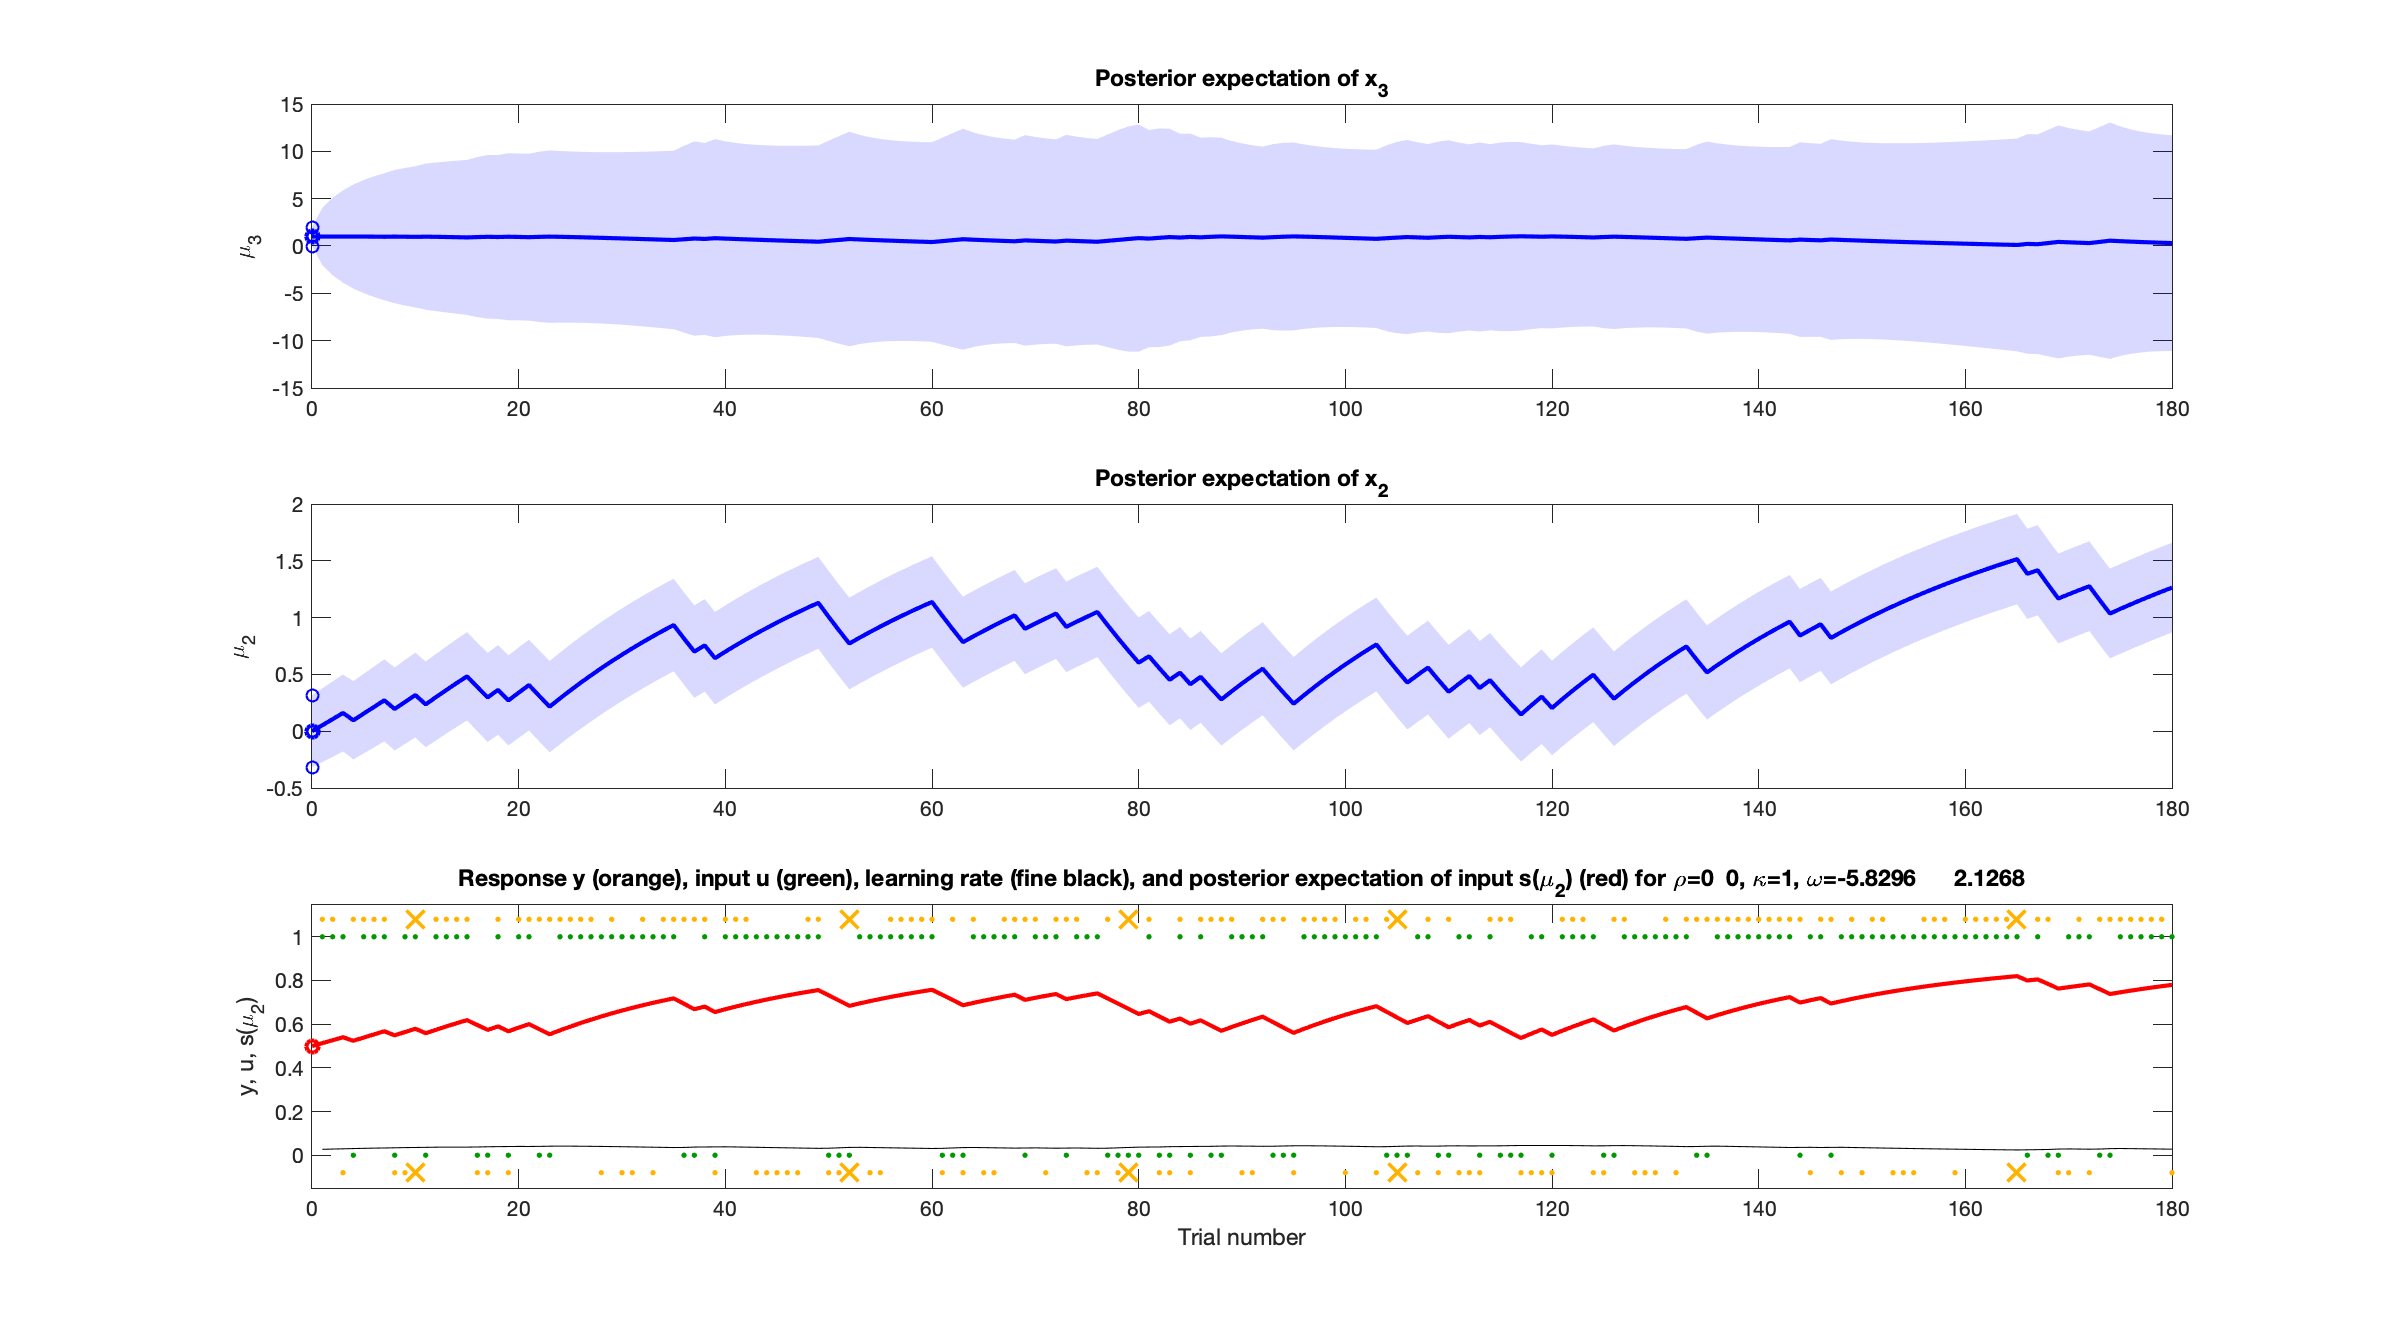 Posterior expectation of x3
15
10
5
0
-5
-10
-15
μ3
0 20 40 60 80 100 120 140 160 180
Posterior expectation of x2
2
1.5
1
0.5
0
-0.5
μ2
0 20 40 60 80 100 120 140 160 180
Response y (orange), input u (green), learning rate (fine black), and posterior expectation of input s(μ2) (red) for ρ=0 0, κ=1, ω=-5.8296 2.1268
1
0.8
0.6
0.4
0.2
0
y, u, s(μ2)
0 20 40 60 80 100 120 140 160 180
Trial number